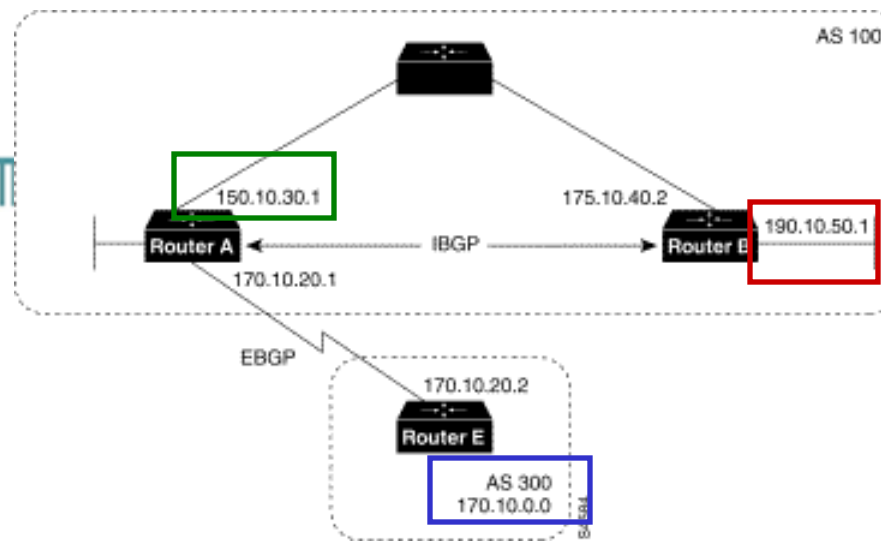 AS 100
150.10.30.1
175.10.40.2
190.10.50.1
Router A
IBGP
Router B
170.10.20.1
EBGP
170.10.20.2
Router E
AS 300
170.10.0.0